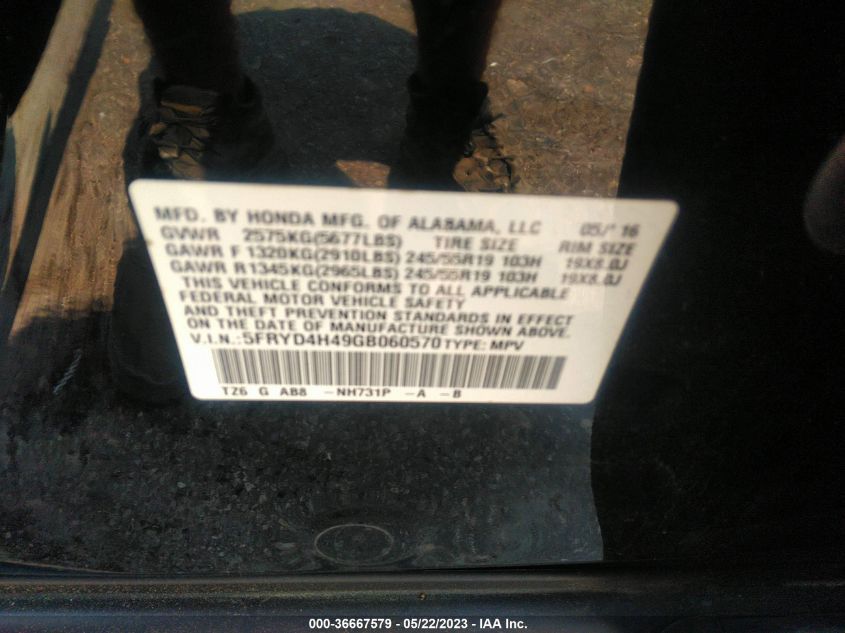 MFD. BY HONDA MFG. OF ALABAMA, LLC 05/'16
GVWR 2575KG(5677LBS) TIRE SIZE RIM SIZE
GAWR F 1320KG(2910LBS) 245/55R19 103H 19X8.0J
GAWR R 1345KG(2965LBS) 245/55R19 103H 19X8.0J
THIS VEHICLE CONFORMS TO ALL APPLICABLE
FEDERAL MOTOR VEHICLE SAFETY
AND THEFT PREVENTION STANDARDS IN EFFECT
ON THE DATE OF MANUFACTURE SHOWN ABOVE.
V.I.N.:5FRYD4H49GB060570 TYPE: MPV
TZ6 G AB8 -NH731P -A -B
000-36667579 - 05/22/2023 - IAA Inc.